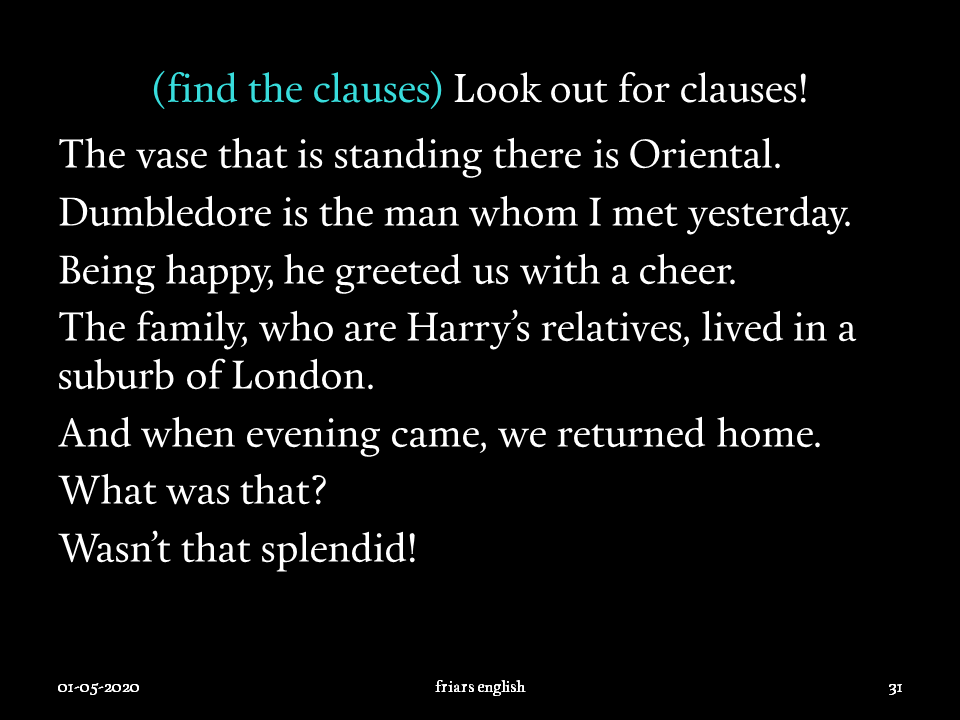 (find the clauses) Look out for clauses!
The vase that is standing there is Oriental.
Dumbledore is the man whom I met yesterday.
Being happy, he greeted us with a cheer.
The family, who are Harry’s relatives, lived in a
suburb of London.
And when evening came, we returned home.
What was that?
Wasn’t that splendid!
01-05-2020 friars english 31